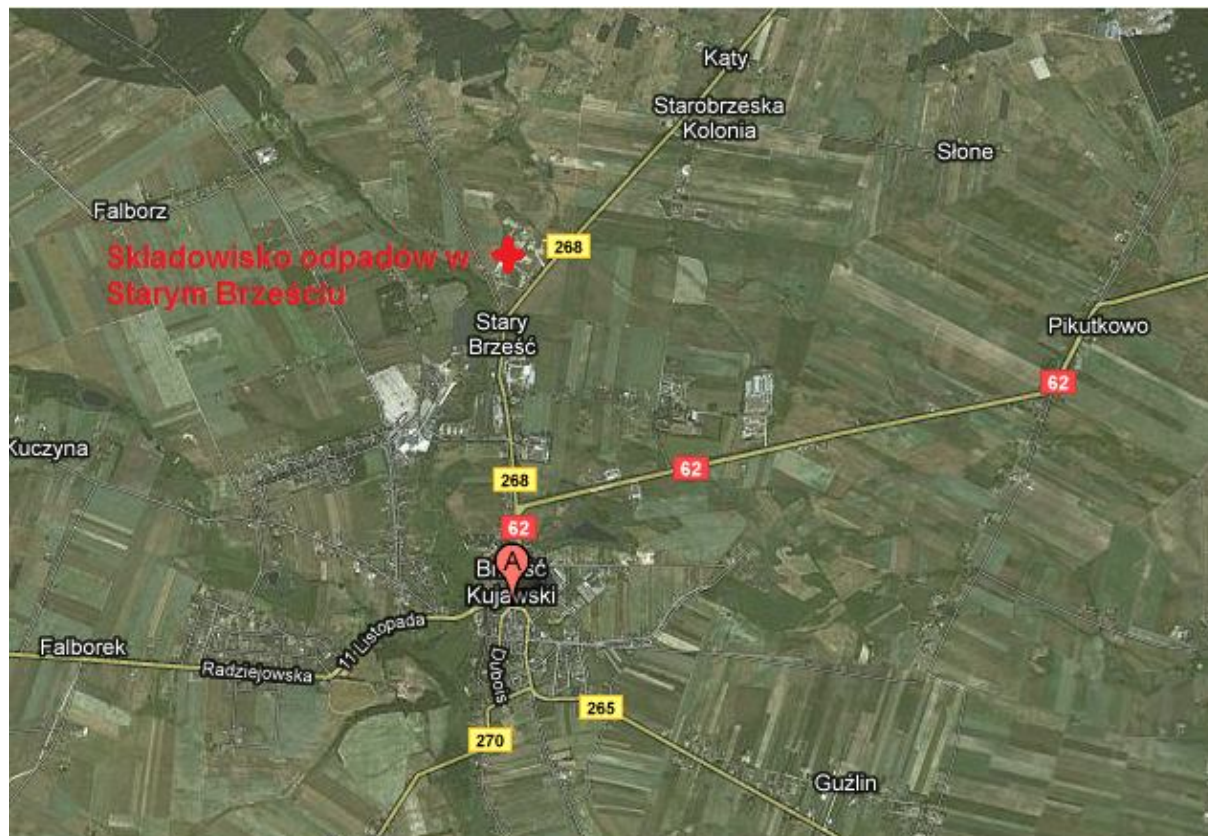 Kąty
Starobrzeska
Kolonia
Słone
Falborz
268
Składowisko odpadów w
Starym Brześciu
Stary
Brześć
Pikutkowo
62
Kuczyna
62
268
62
A
Brześć
Kujawski
11 Listopada
Falborek
Radziejowska
Dubois
265
270
Guźlin